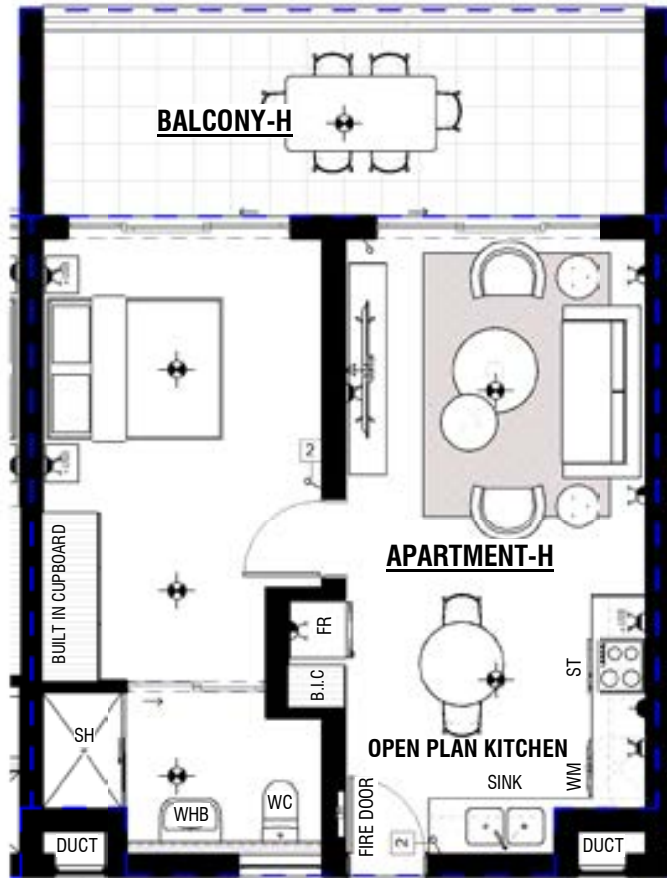 BALCONY-H
2
APARTMENT-H
BUILT IN CUPBOARD
FR
B.I.C
ST
OPEN PLAN KITCHEN
SH
WM
SINK
WHB
WC
FIRE DOOR
2
DUCT
DUCT